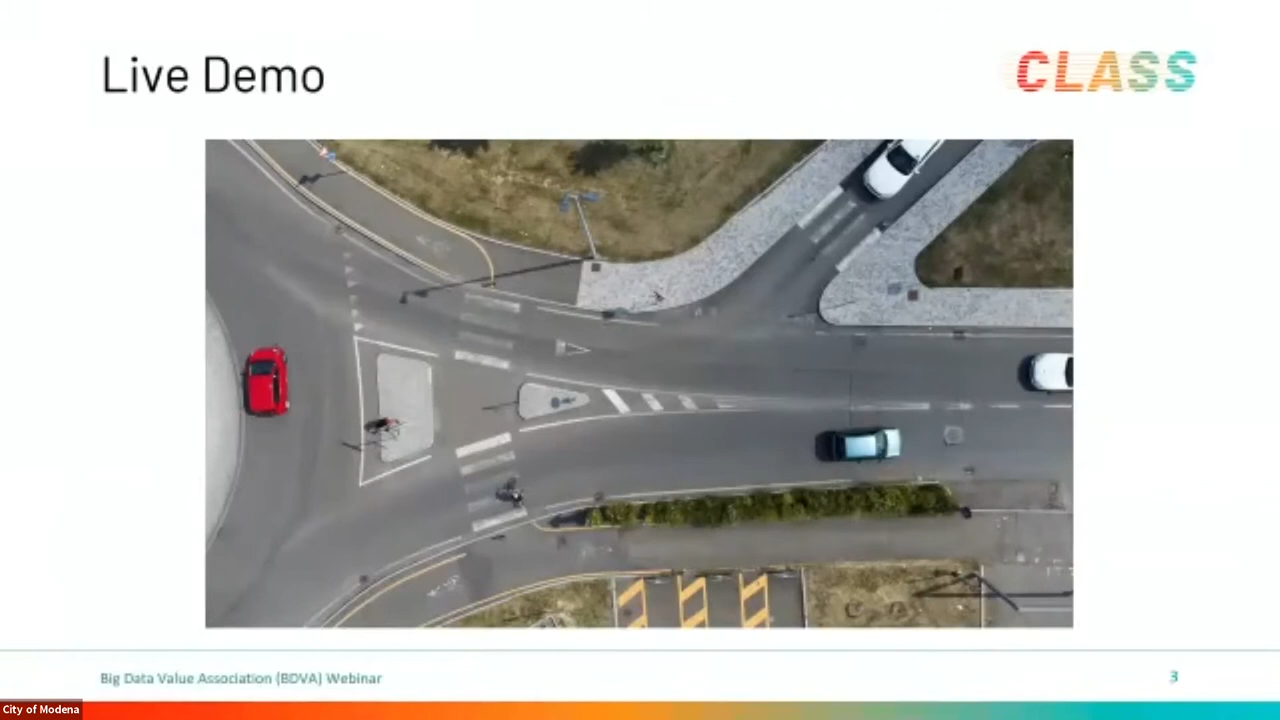 Live Demo
CLASS
Big Data Value Association (BDVA) Webinar
3
City of Modena